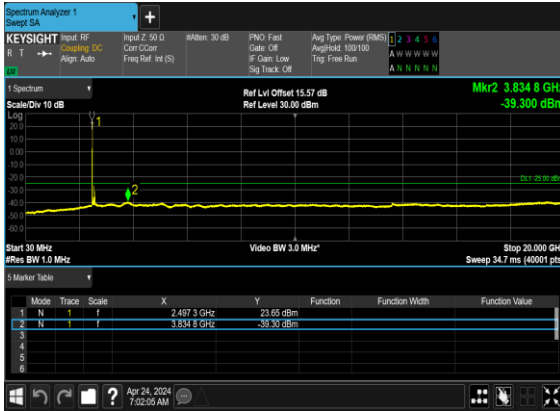 Spectrum Analyzer 1
Swept SA
+
KEYSIGHT Input: RF Input Z: 50 Ω #Atten: 30 dB PNO: Fast Avg Type: Power (RMS) 1 2 3 4 5 6
R T Coupling: DC Corr CCorr Gate: Off Avg|Hold: 100/100 A W W W W W
Align: Auto Freq Ref: Int (S) IF Gain: Low Trig: Free Run
Sig Track: Off A N N N N N
1 Spectrum
Ref Lvl Offset 15.57 dB Mkr2 3.834 8 GHz
Scale/Div 10 dB Ref Level 30.00 dBm -39.300 dBm
Log
20.0
10.0
0.00
-10.0
-20.0
-30.0
-40.0
-50.0
-60.0
1
2
DL1 -25.00 dBm
Start 30 MHz Video BW 3.0 MHz* Stop 20.000 GHz
#Res BW 1.0 MHz Sweep 34.7 ms (40001 pts)
5 Marker Table
Mode Trace Scale X Y Function Function Width Function Value
1 N 1 f 2.497 3 GHz 23.65 dBm
2 N 1 f 3.834 8 GHz -39.30 dBm
3
4
5
6
?
Apr 24, 2024
7:02:05 AM